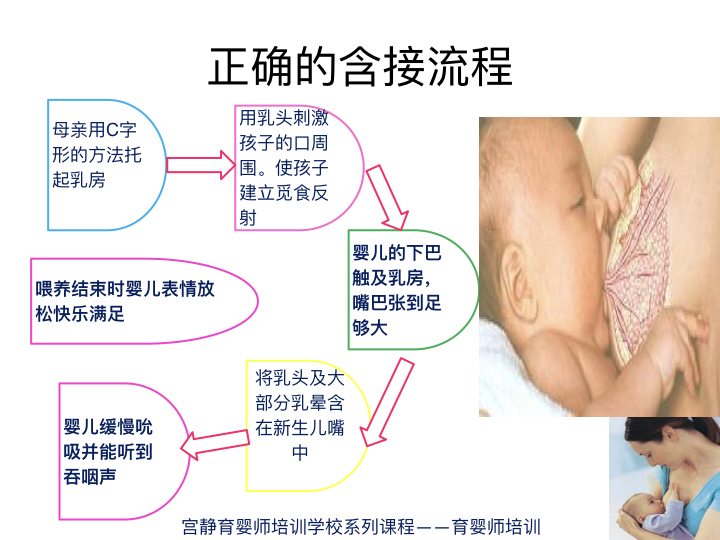 正确的含接流程
母亲用C字
形的方法托
起乳房
用乳头刺激
孩子的口周
围。使孩子
建立觅食反
射
婴儿的下巴
触及乳房，
嘴巴张到足
够大
将乳头及大
部分乳晕含
在新生儿嘴
中
婴儿缓慢吮
吸并能听到
吞咽声
喂养结束时婴儿表情放
松快乐满足
宫静育婴师培训学校系列课程——育婴师培训